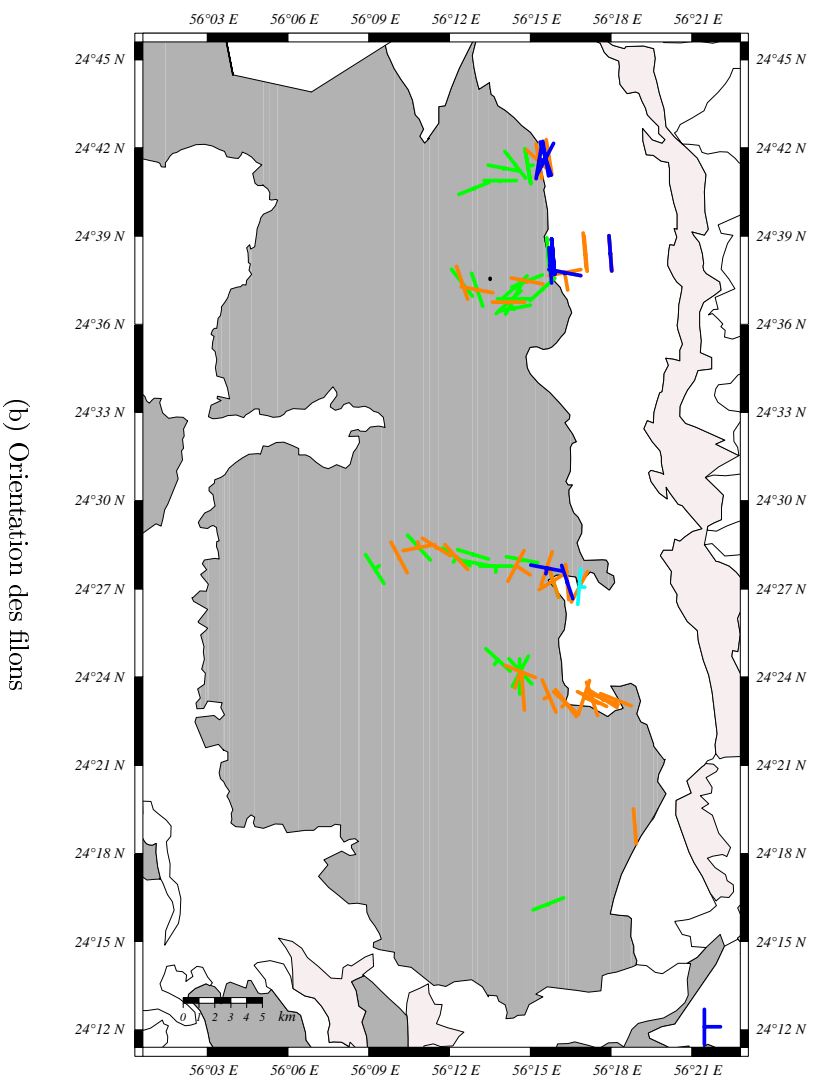 56°03 E 56°06 E 56°09 E 56°12 E 56°15 E 56°18 E 56°21 E
24°45 N 24°45 N
24°42 N 24°42 N
24°39 N 24°39 N
24°36 N 24°36 N
24°33 N 24°33 N
24°30 N 24°30 N
24°27 N 24°27 N
24°24 N 24°24 N
24°21 N 24°21 N
24°18 N 24°18 N
24°15 N 24°15 N
24°12 N 24°12 N
0 1 2 3 4 5 km
56°03 E 56°06 E 56°09 E 56°12 E 56°15 E 56°18 E 56°21 E
(b) Orientation des filons